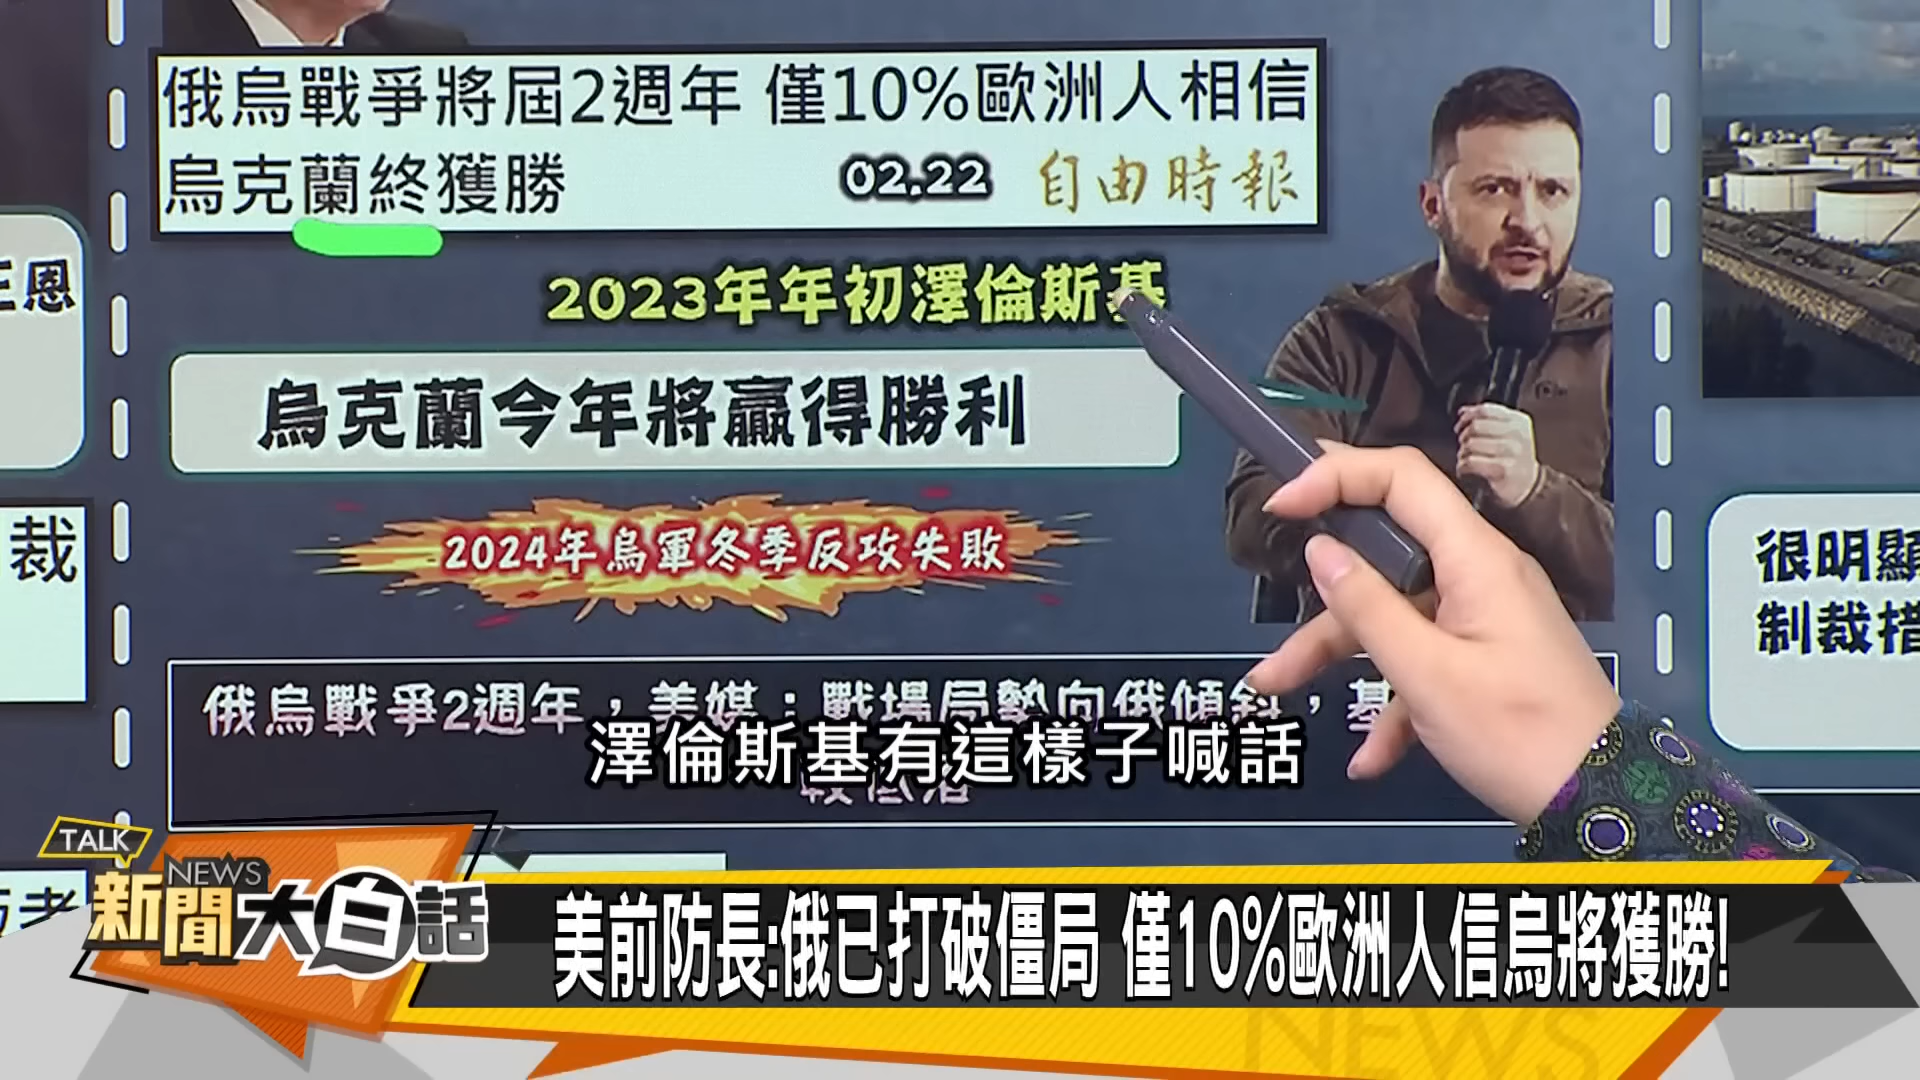 俄烏戰爭將屆2週年 僅10%歐洲人相信
烏克蘭終獲勝
02.22 自由時報
2023年年初澤倫斯基
烏克蘭今年將贏得勝利
2024年烏軍冬季反攻失敗
俄烏戰爭2週年，美媒：戰場局勢向俄傾斜，基
澤倫斯基有這樣子喊話
裁
很明顯
制裁措
TALK
NEWS
新聞大白話
美前防長:俄已打破僵局 僅10%歐洲人信烏將獲勝!
NEWS